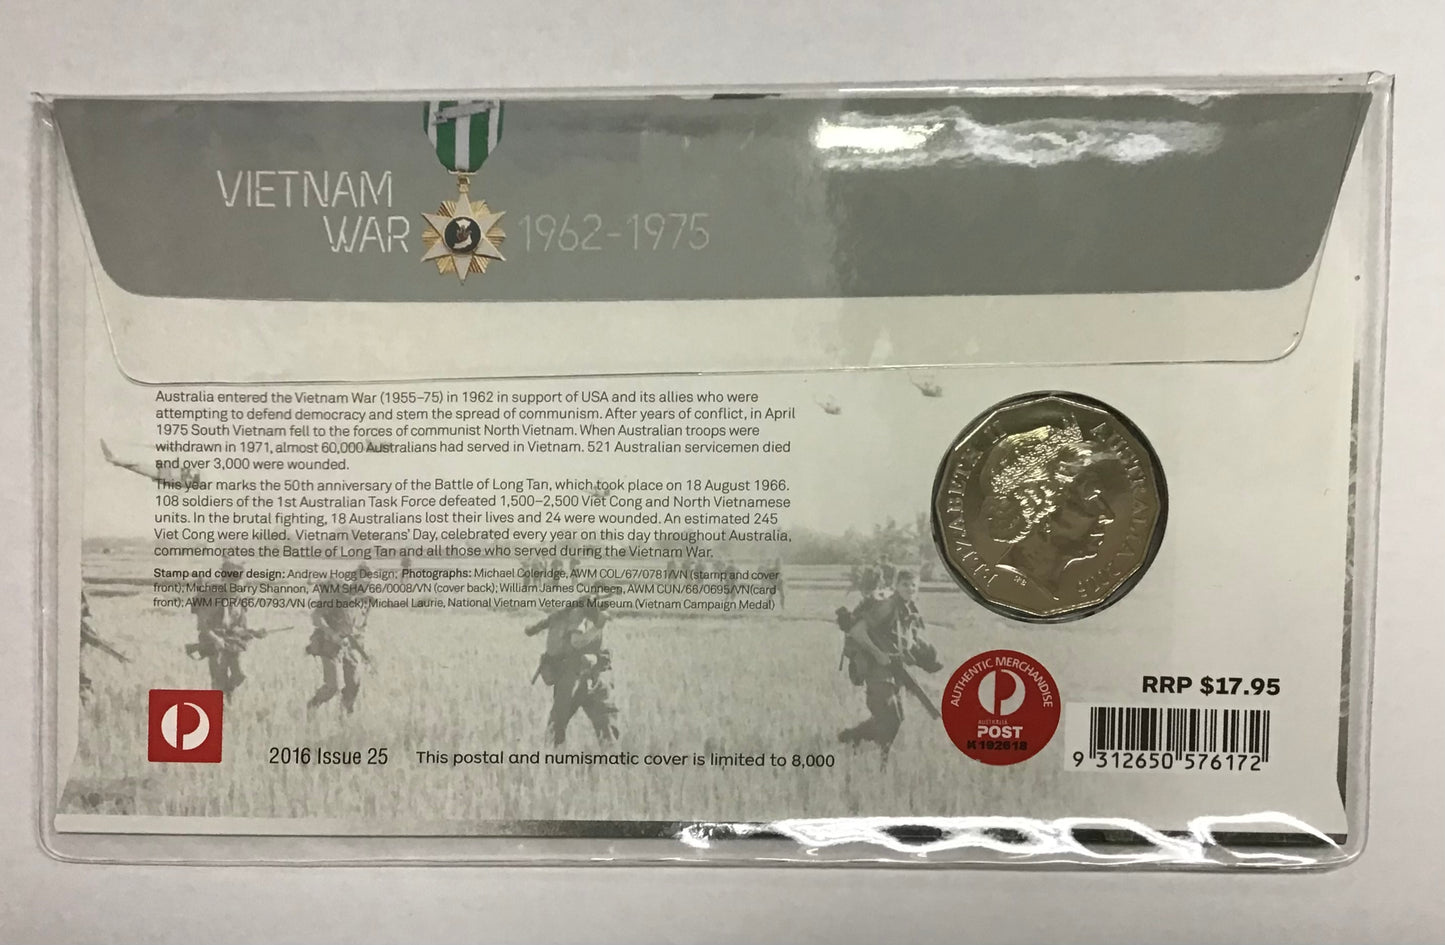 VIETNAM
WAR 1962-1975
Australia entered the Vietnam War (1955–75) in 1962 in support of USA and its allies who were
attempting to defend democracy and stem the spread of communism. After years of conflict, in April
1975 South Vietnam fell to the forces of communist North Vietnam. When Australian troops were
withdrawn in 1971, almost 60,000 Australians had served in Vietnam. 521 Australian servicemen died
and over 3,000 were wounded.
This year marks the 50th anniversary of the Battle of Long Tan, which took place on 18 August 1966.
108 soldiers of the 1st Australian Task Force defeated 1,500–2,500 Viet Cong and North Vietnamese
units. In the brutal fighting, 18 Australians lost their lives and 24 were wounded. An estimated 245
Viet Cong were killed. Vietnam Veterans' Day, celebrated every year on this day throughout Australia,
commemorates the Battle of Long Tan and all those who served during the Vietnam War.
Stamp and cover design: Andrew Hogg Design; Photographs: Michael Coleridge, AWM COL/67/0781/VN (stamp and cover
front); Michael Barry Shannon, AWM SHA/66/0008/VN (cover back); William James Cunneen, AWM CUN/66/0695/VN(card
front); AWM FOR/66/0793/VN (card back); Michael Laurie, National Vietnam Veterans Museum (Vietnam Campaign Medal)
ELIZABETH II AUSTRALIA 2016
IRB
AUTHENTIC MERCHANDISE
AUSTRALIA
POST
K192618
RRP $17.95
9 312650 576172
2016 Issue 25 This postal and numismatic cover is limited to 8,000